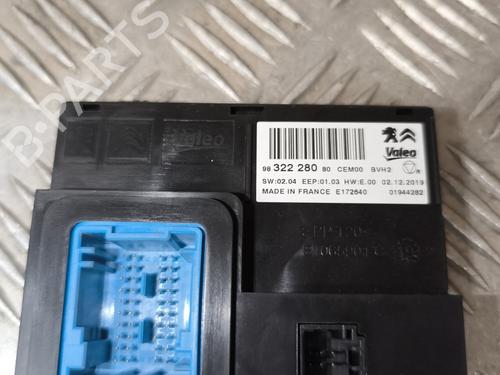 B-PARTS
Valeo
98 322 280 80 CEM00 BVH2
SW:02.04 EEP:01.03 HW:E.00 02.12.2019
MADE IN FRANCE E172640 01944282
Valeo